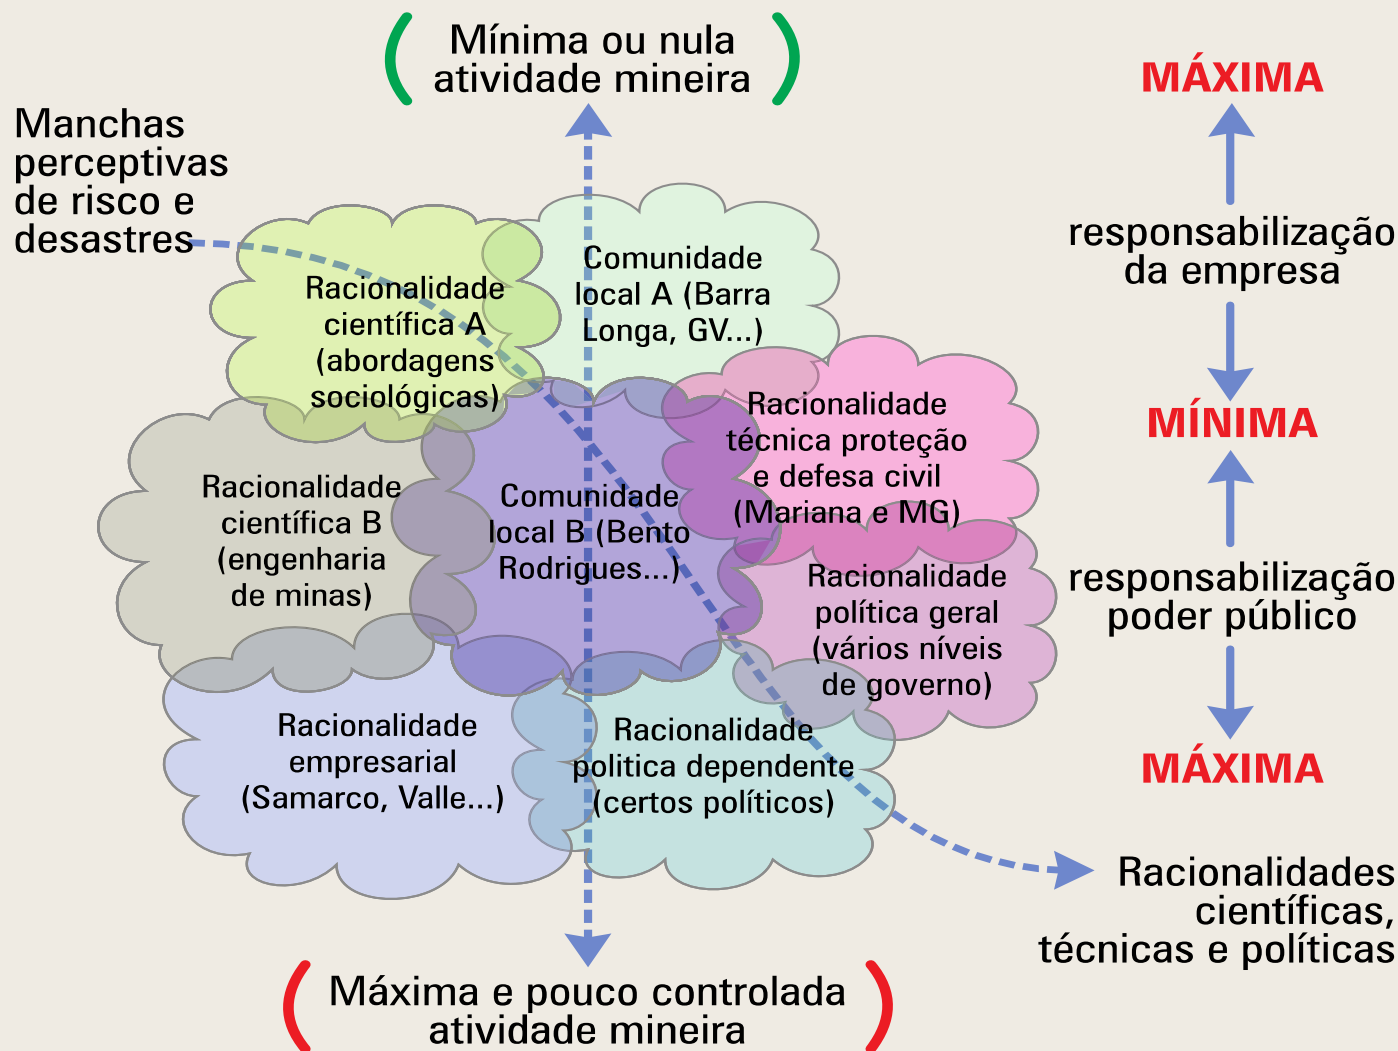 Mínima ou nula
atividade mineira
MÁXIMA
Manchas
perceptivas
de risco e
desastres
responsabilização
da empresa
Comunidade
local A (Barra
Longa, GV...)
Racionalidade
científica A
(abordagens
sociológicas)
MÍNIMA
Racionalidade
técnica proteção
e defesa civil
(Mariana e MG)
Racionalidade
científica B
(engenharia
de minas)
Comunidade
local B (Bento
Rodrigues...)
Racionalidade
política geral
(vários níveis
de governo)
responsabilização
poder público
Racionalidade
empresarial
(Samarco, Valle...)
Racionalidade
politica dependente
(certos políticos)
MÁXIMA
Racionalidades
científicas,
técnicas e políticas
Máxima e pouco controlada
atividade mineira